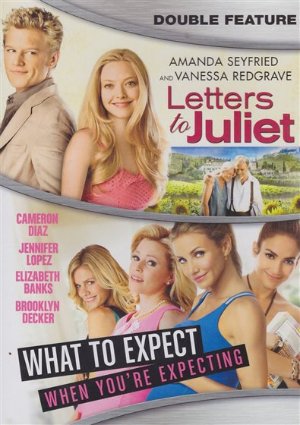 DOUBLE FEATURE
AMANDA SEYFRIED
AND VANESSA REDGRAVE
Letters
to Juliet
CAMERON
DIAZ
JENNIFER
LOPEZ
ELIZABETH
BANKS
BROOKLYN
DECKER
WHAT TO EXPECT
WHEN YOU'RE EXPECTING